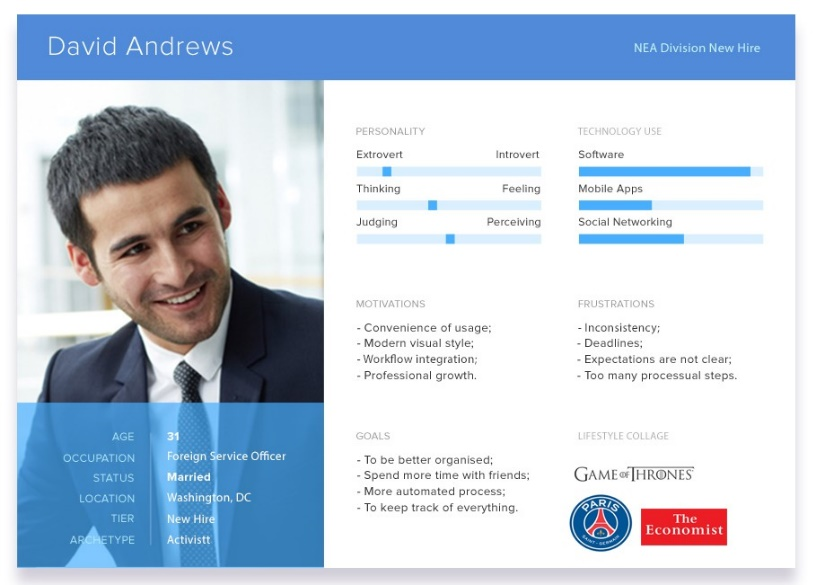 David Andrews
NEA Division New Hire
PERSONALITY
Extrovert Introvert
Thinking Feeling
Judging Perceiving
TECHNOLOGY USE
Software
Mobile Apps
Social Networking
MOTIVATIONS
- Convenience of usage;
- Modern visual style;
- Workflow integration;
- Professional growth.
FRUSTRATIONS
- Inconsistency;
- Deadlines;
- Expectations are not clear;
- Too many processual steps.
AGE 31
OCCUPATION Foreign Service Officer
STATUS Married
LOCATION Washington, DC
TIER New Hire
ARCHETYPE Activistt
GOALS
- To be better organised;
- Spend more time with friends;
- More automated process;
- To keep track of everything.
LIFESTYLE COLLAGE
GAME OF THRONES
PARIS
SAINT-GERMAIN
The
Economist